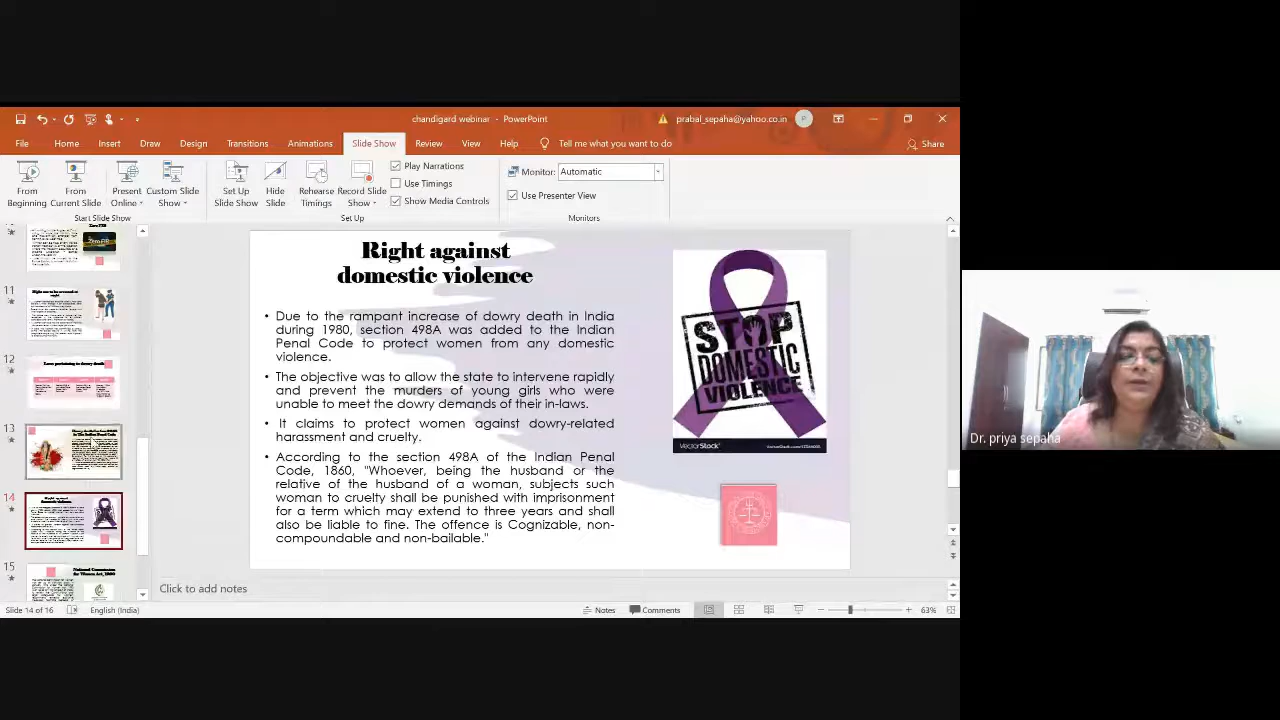 chandigard webinar - PowerPoint
prabal_sepaha@yahoo.co.in
P
File Home Insert Draw Design Transitions Animations Slide Show Review View Help Tell me what you want to do
Share
From Beginning
From Current Slide
Present Online
Custom Slide Show
Start Slide Show
Set Up Slide Show
Hide Slide
Rehearse Timings
Record Slide Show
Play Narrations
Use Timings
Show Media Controls
Set Up
Monitor: Automatic
Use Presenter View
Monitors
Zero FIR
11
12
13
14
15
Right against
domestic violence
• Due to the rampant increase of dowry death in India
during 1980, section 498A was added to the Indian
Penal Code to protect women from any domestic
violence.
• The objective was to allow the state to intervene rapidly
and prevent the murders of young girls who were
unable to meet the dowry demands of their in-laws.
• It claims to protect women against dowry-related
harassment and cruelty.
• According to the section 498A of the Indian Penal
Code, 1860, "Whoever, being the husband or the
relative of the husband of a woman, subjects such
woman to cruelty shall be punished with imprisonment
for a term which may extend to three years and shall
also be liable to fine. The offence is Cognizable, non-
compoundable and non-bailable."
STOP
DOMESTIC
VIOLENCE
VectorStock
Dr. priya sepaha
Click to add notes
Slide 14 of 16 English (India)
Notes Comments 63%